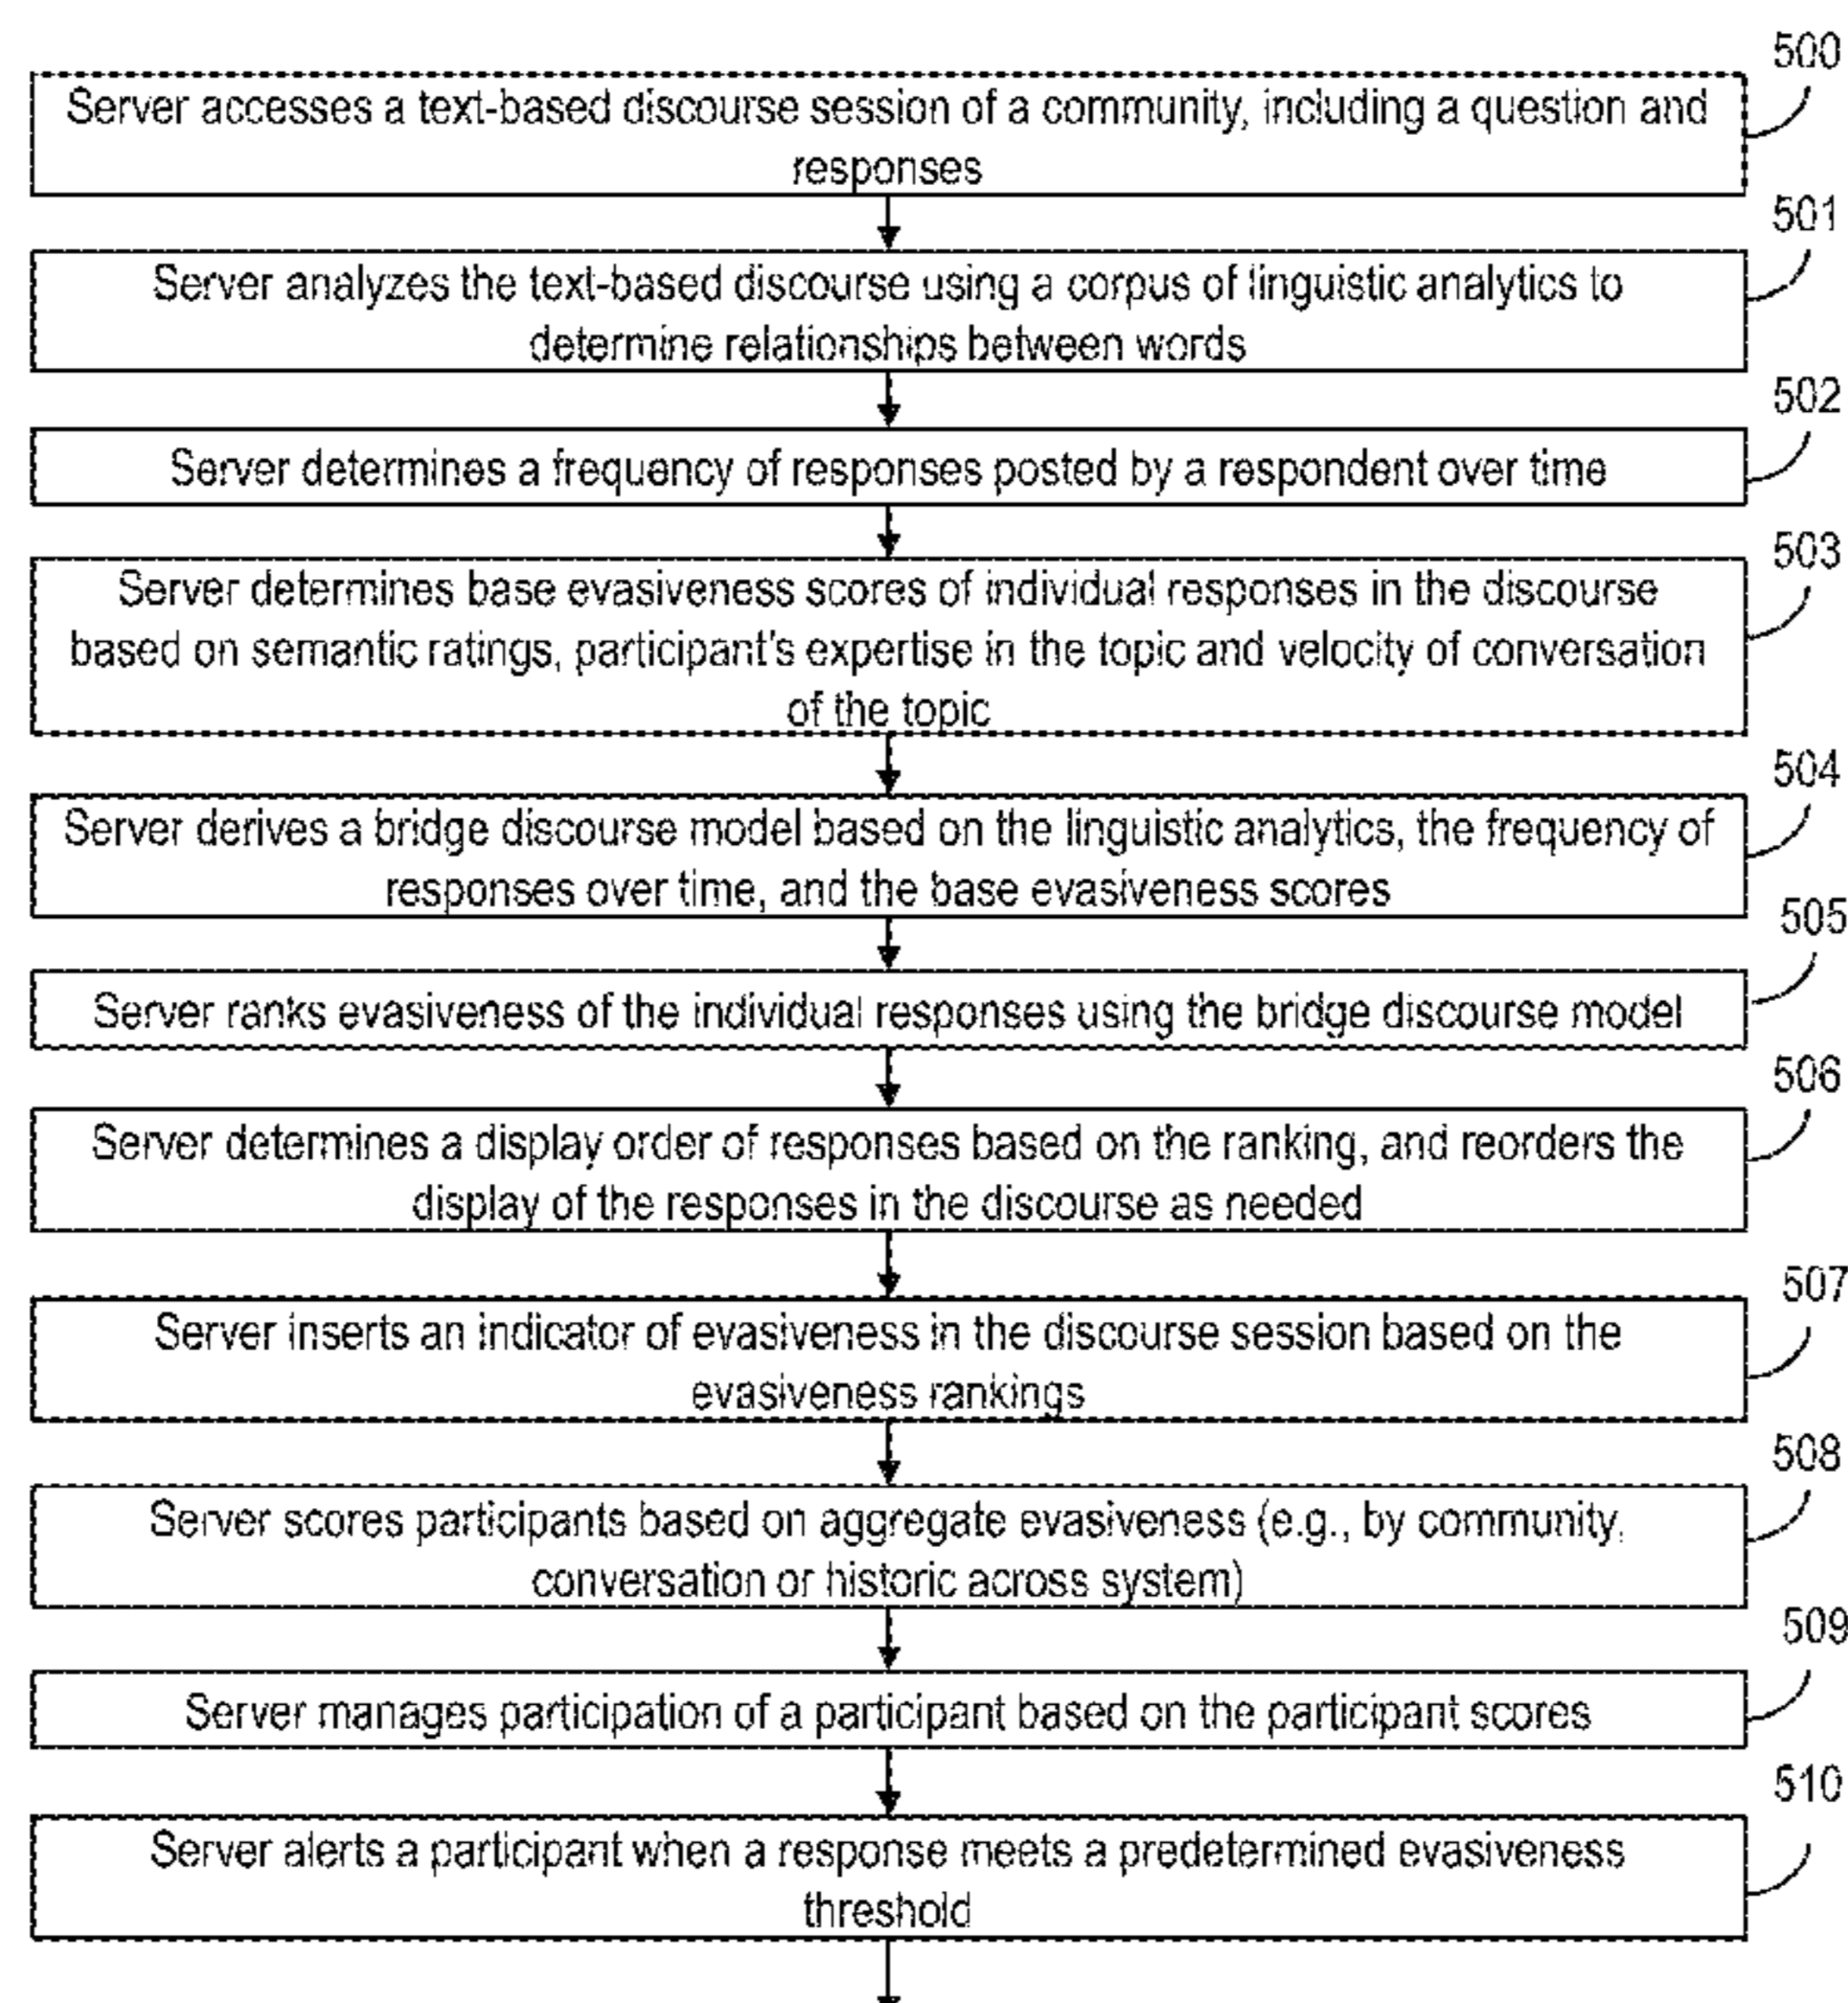 500
Server accesses a text-based discourse session of a community, including a question and
responses
501
Server analyzes the text-based discourse using a corpus of linguistic analytics to
determine relationships between words
502
Server determines a frequency of responses posted by a respondent over time
503
Server determines base evasiveness scores of individual responses in the discourse
based on semantic ratings, participant's expertise in the topic and velocity of conversation
of the topic
504
Server derives a bridge discourse model based on the linguistic analytics, the frequency of
responses over time, and the base evasiveness scores
505
Server ranks evasiveness of the individual responses using the bridge discourse model
506
Server determines a display order of responses based on the ranking, and reorders the
display of the responses in the discourse as needed
507
Server inserts an indicator of evasiveness in the discourse session based on the
evasiveness rankings
508
Server scores participants based on aggregate evasiveness (e.g., by community,
conversation or historic across system)
509
Server manages participation of a participant based on the participant scores
510
Server alerts a participant when a response meets a predetermined evasiveness
threshold